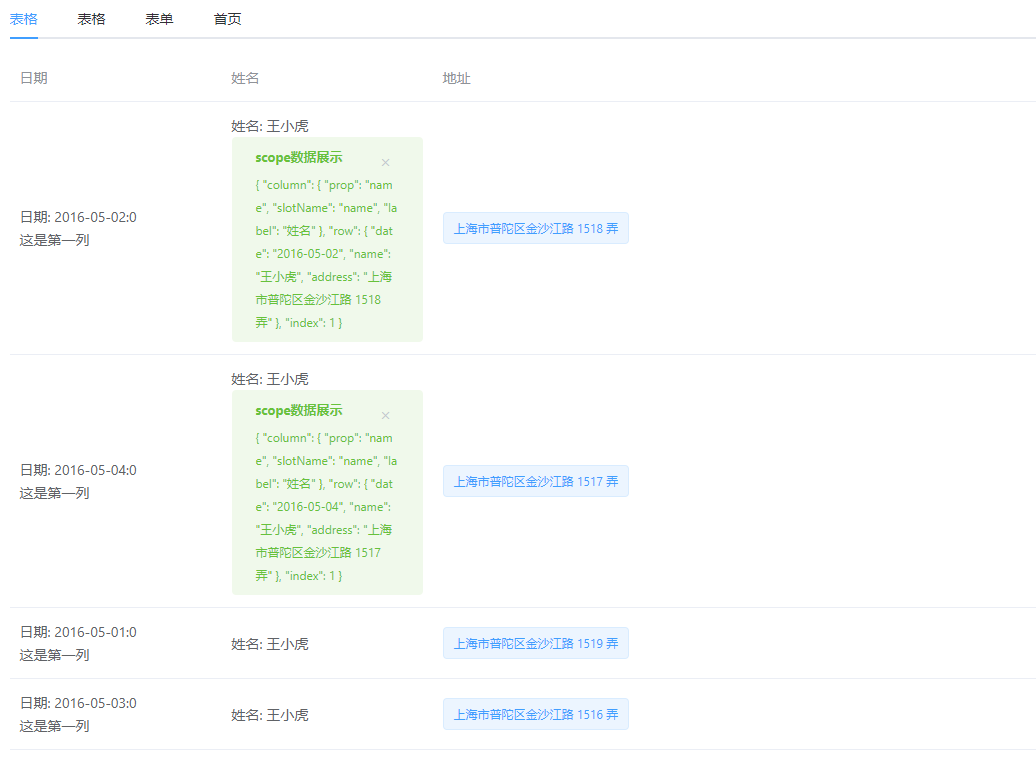 表格 表格 表单 首页
日期 姓名 地址
姓名: 王小虎
scope数据展示 ×
{ "column": { "prop": "nam
e", "slotName": "name", "la
bel": "姓名" }, "row": { "dat
e": "2016-05-02", "name":
"王小虎", "address": "上海
市普陀区金沙江路 1518
弄" }, "index": 1 }
日期: 2016-05-02:0
这是第一列
上海市普陀区金沙江路 1518 弄
姓名: 王小虎
scope数据展示 ×
{ "column": { "prop": "nam
e", "slotName": "name", "la
bel": "姓名" }, "row": { "dat
e": "2016-05-04", "name":
"王小虎", "address": "上海
市普陀区金沙江路 1517
弄" }, "index": 1 }
日期: 2016-05-04:0
这是第一列
上海市普陀区金沙江路 1517 弄
日期: 2016-05-01:0
这是第一列
姓名: 王小虎
上海市普陀区金沙江路 1519 弄
日期: 2016-05-03:0
这是第一列
姓名: 王小虎
上海市普陀区金沙江路 1516 弄